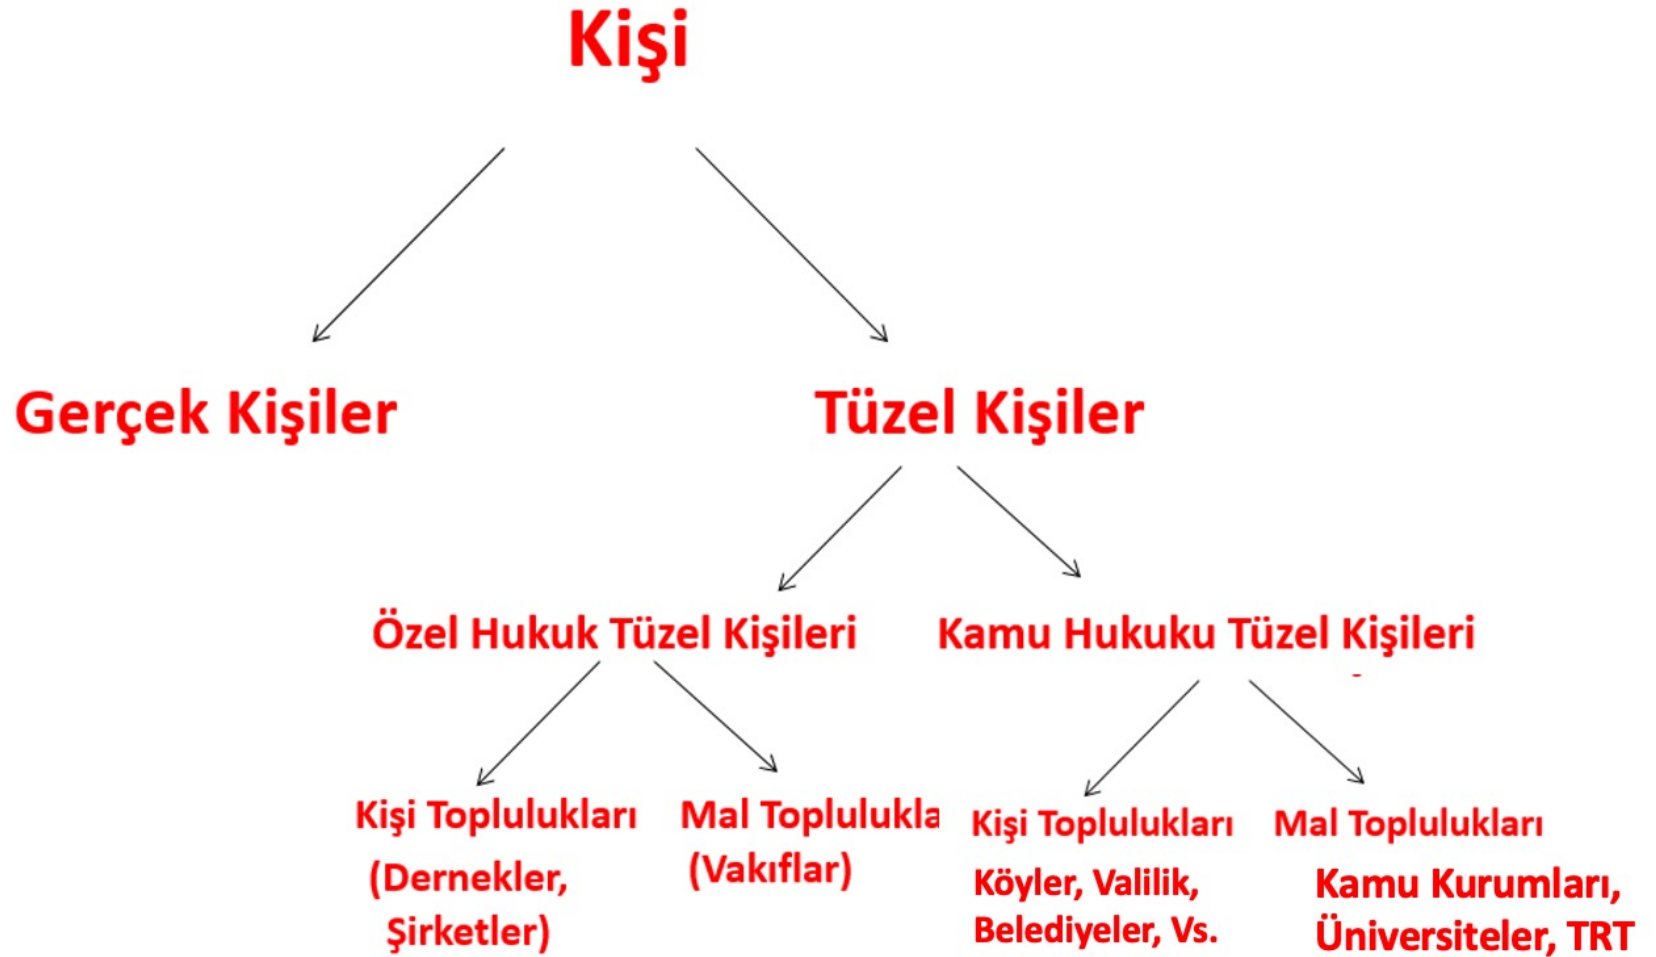 Kişi
Gerçek Kişiler
Tüzel Kişiler
Özel Hukuk Tüzel Kişileri
Kamu Hukuku Tüzel Kişileri
Kişi Toplulukları
(Dernekler,
Şirketler)
Mal Toplulukla
(Vakıflar)
Kişi Toplulukları
Köyler, Valilik,
Belediyeler, Vs.
Mal Toplulukları
Kamu Kurumları,
Üniversiteler, TRT